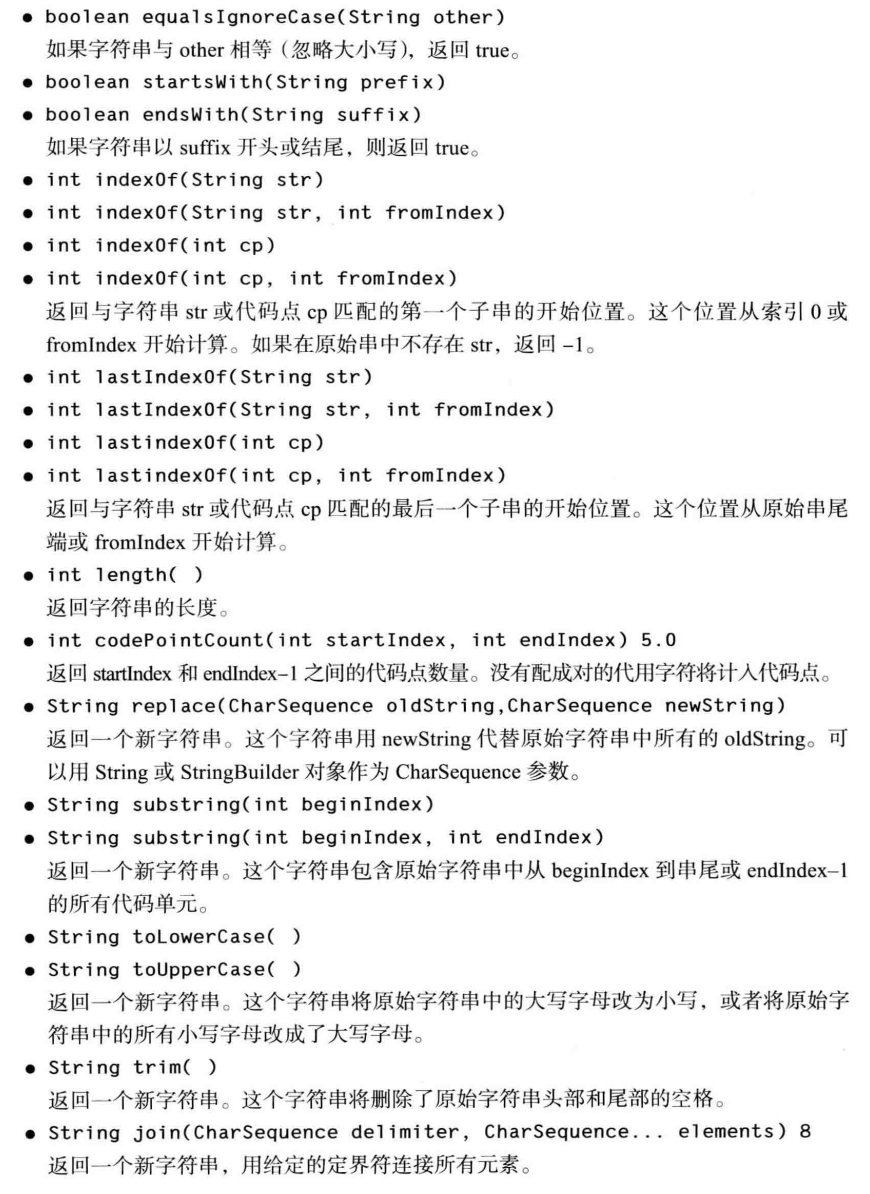 ● boolean equalsIgnoreCase(String other)
如果字符串与 other 相等（忽略大小写），返回 true。
● boolean startsWith(String prefix)
● boolean endsWith(String suffix)
如果字符串以 suffix 开头或结尾，则返回 true。
● int indexOf(String str)
● int indexOf(String str, int fromIndex)
● int indexOf(int cp)
● int indexOf(int cp, int fromIndex)
返回与字符串 str 或代码点 cp 匹配的第一个子串的开始位置。这个位置从索引 0 或
fromIndex 开始计算。如果在原始串中不存在 str，返回 –1。
● int lastIndexOf(String str)
● int lastIndexOf(String str, int fromIndex)
● int lastindexOf(int cp)
● int lastindexOf(int cp, int fromIndex)
返回与字符串 str 或代码点 cp 匹配的最后一个子串的开始位置。这个位置从原始串尾
端或 fromIndex 开始计算。
● int length( )
返回字符串的长度。
● int codePointCount(int startIndex, int endIndex) 5.0
返回 startIndex 和 endIndex–1 之间的代码点数量。没有配成对的代用字符将计入代码点。
● String replace(CharSequence oldString,CharSequence newString)
返回一个新字符串。这个字符串用 newString 代替原始字符串中所有的 oldString。可
以用 String 或 StringBuilder 对象作为 CharSequence 参数。
● String substring(int beginIndex)
● String substring(int beginIndex, int endIndex)
返回一个新字符串。这个字符串包含原始字符串中从 beginIndex 到串尾或 endIndex–1
的所有代码单元。
● String toLowerCase( )
● String toUpperCase( )
返回一个新字符串。这个字符串将原始字符串中的大写字母改为小写，或者将原始字
符串中的所有小写字母改成了大写字母。
● String trim( )
返回一个新字符串。这个字符串将删除了原始字符串头部和尾部的空格。
● String join(CharSequence delimiter, CharSequence... elements) 8
返回一个新字符串，用给定的定界符连接所有元素。